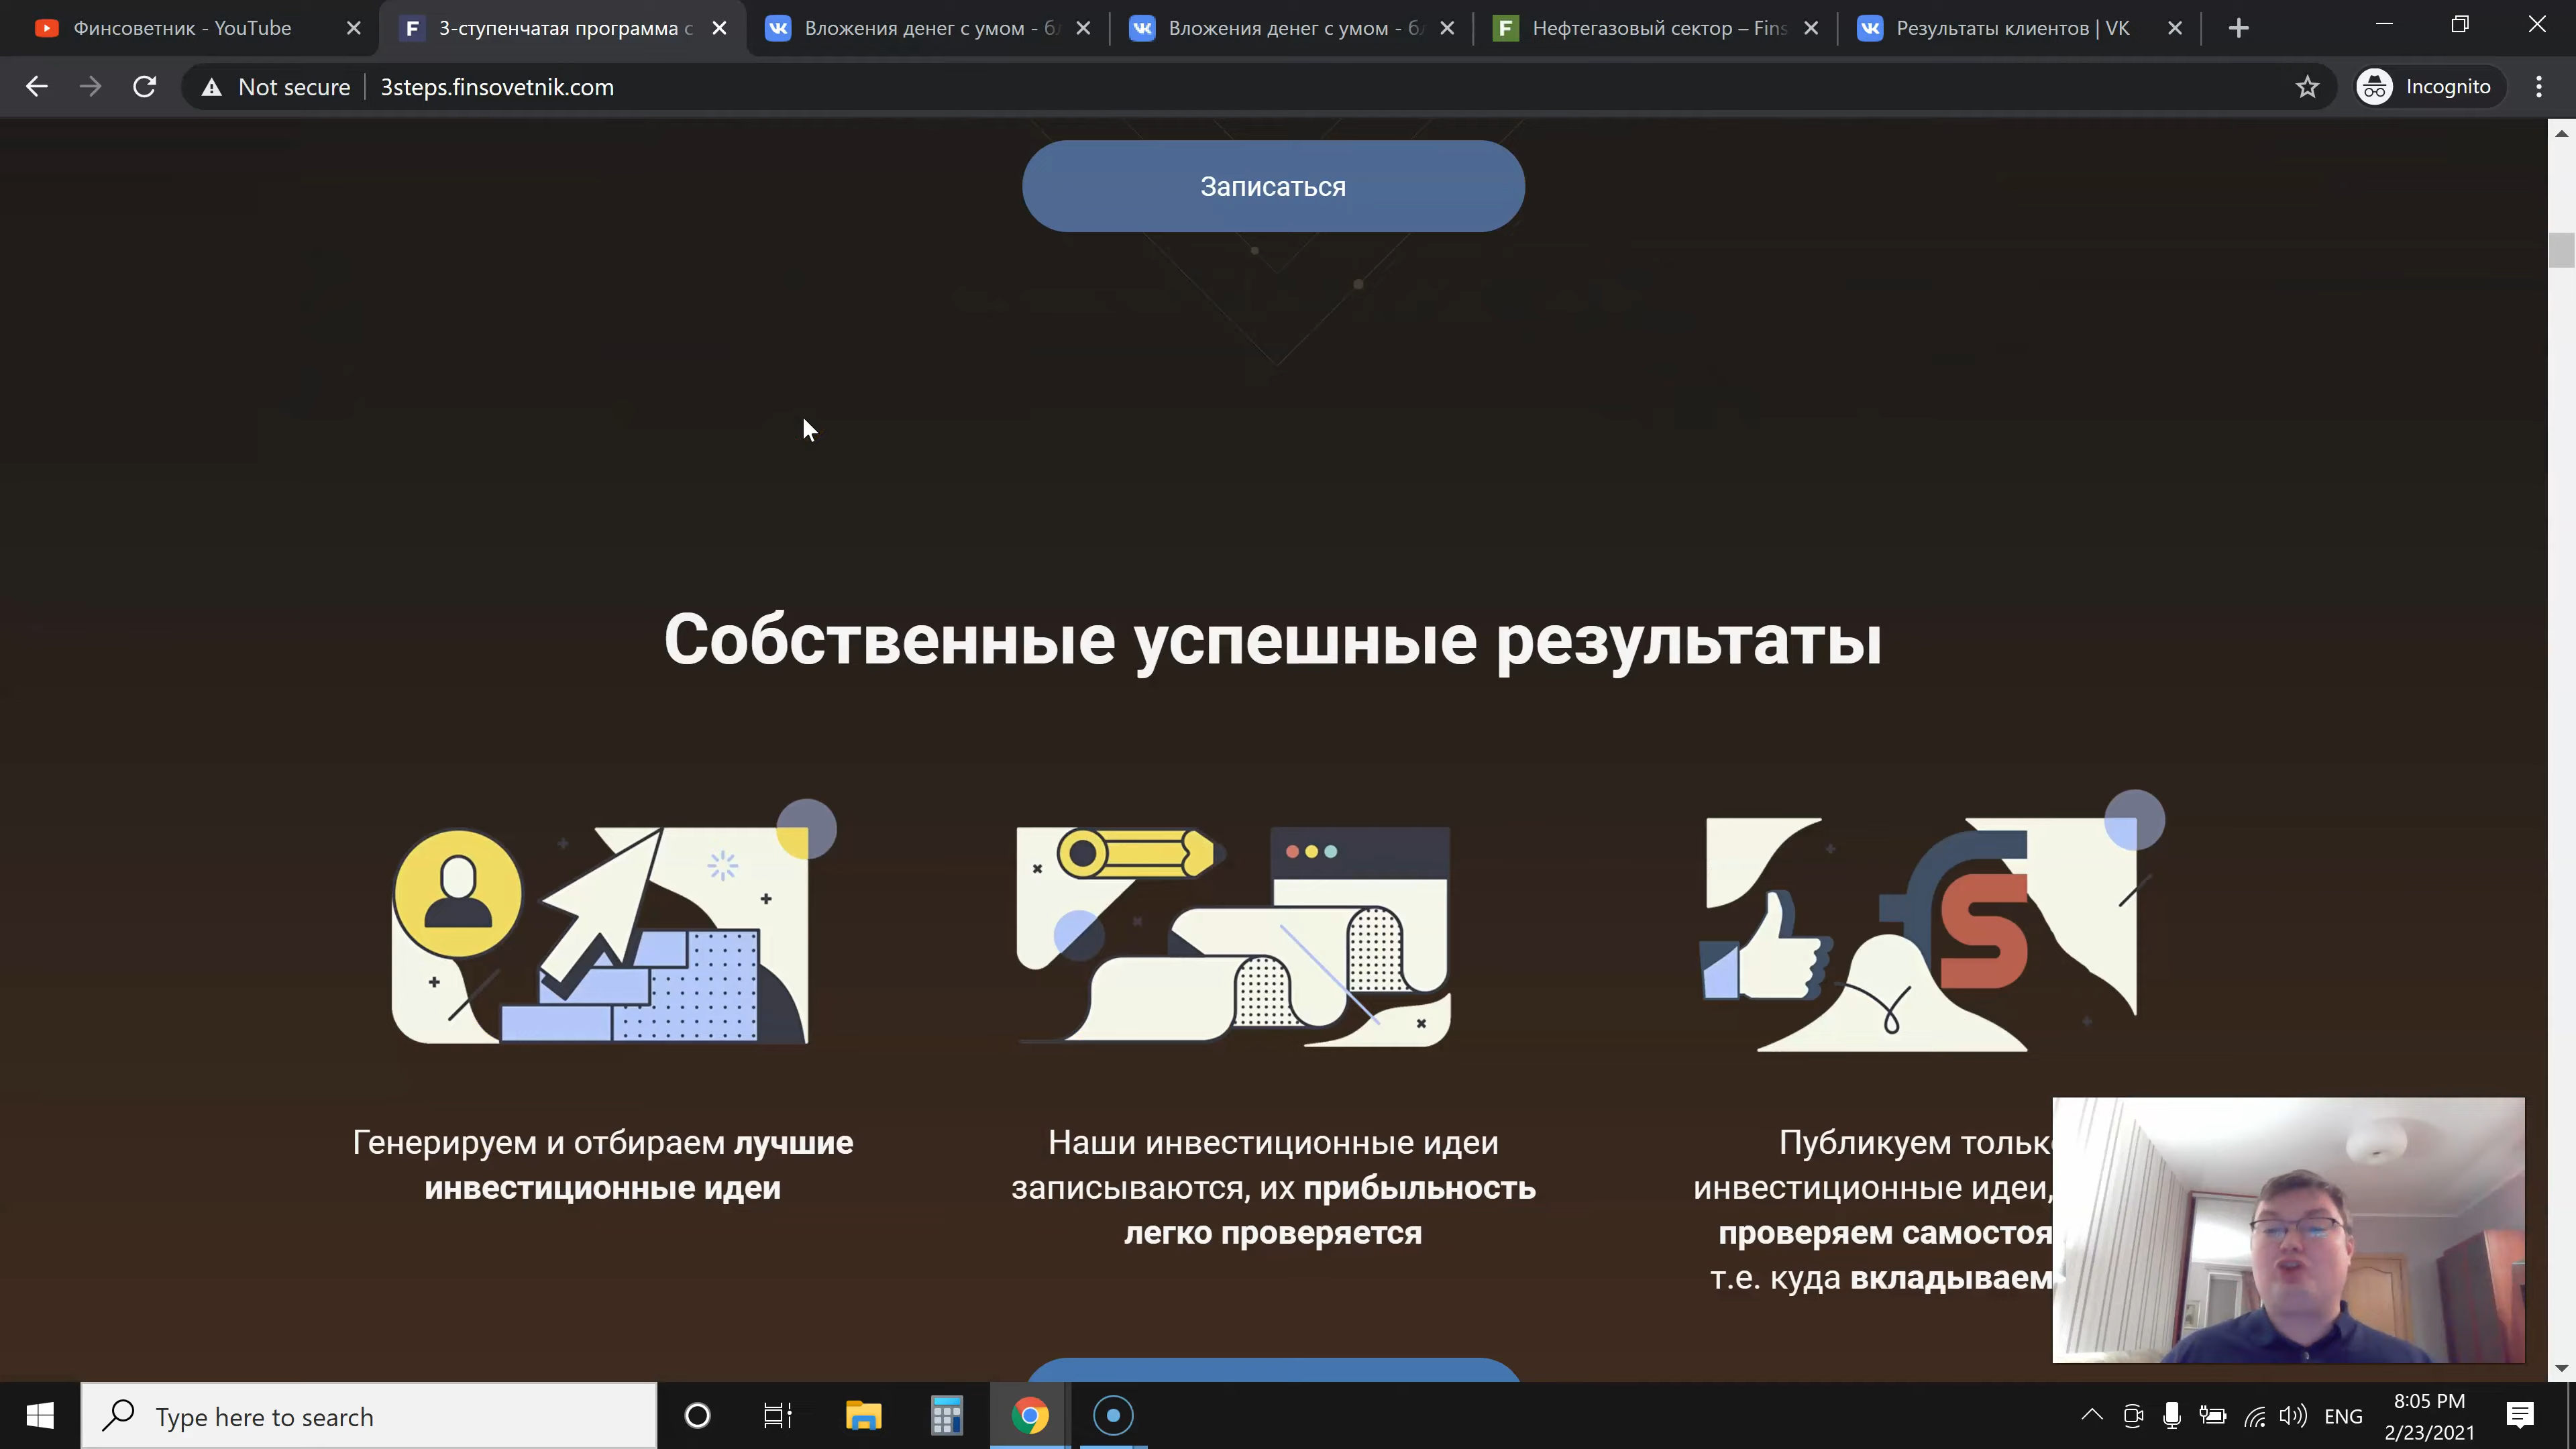 Финсоветник - YouTube
3-ступенчатая программа с
Вложения денег с умом - бл
Вложения денег с умом - бл
Нефтегазовый сектор – Fins
Результаты клиентов | VK
Not secure
3steps.finsovetnik.com
Incognito
Записаться
Собственные успешные результаты
Генерируем и отбираем лучшие
инвестиционные идеи
Наши инвестиционные идеи
записываются, их прибыльность
легко проверяется
Публикуем только
инвестиционные идеи,
проверяем самостоя
т.е. куда вкладываем
Type here to search
ENG
8:05 PM
2/23/2021